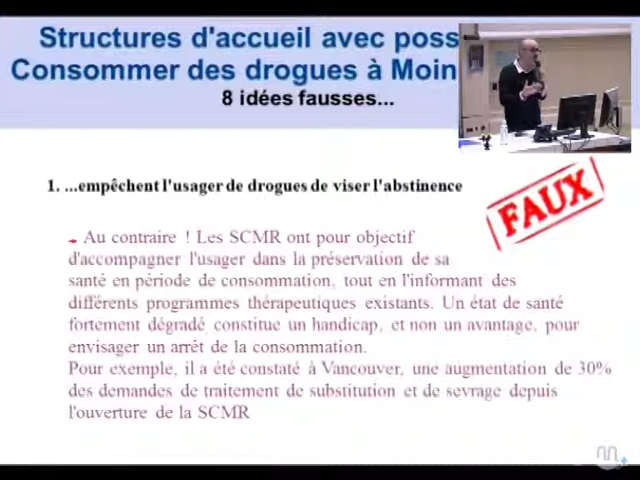 Structures d'accueil avec poss
Consommer des drogues à Moin
8 idées fausses...
1. ...empêchent l'usager de drogues de viser l'abstinence
FAUX
Au contraire ! Les SCMR ont pour objectif
d'accompagner l'usager dans la préservation de sa
santé en période de consommation, tout en l'informant des
différents programmes thérapeutiques existants. Un état de santé
fortement dégradé constitue un handicap, et non un avantage, pour
envisager un arrêt de la consommation.
Pour exemple, il a été constaté à Vancouver, une augmentation de 30%
des demandes de traitement de substitution et de sevrage depuis
l'ouverture de la SCMR